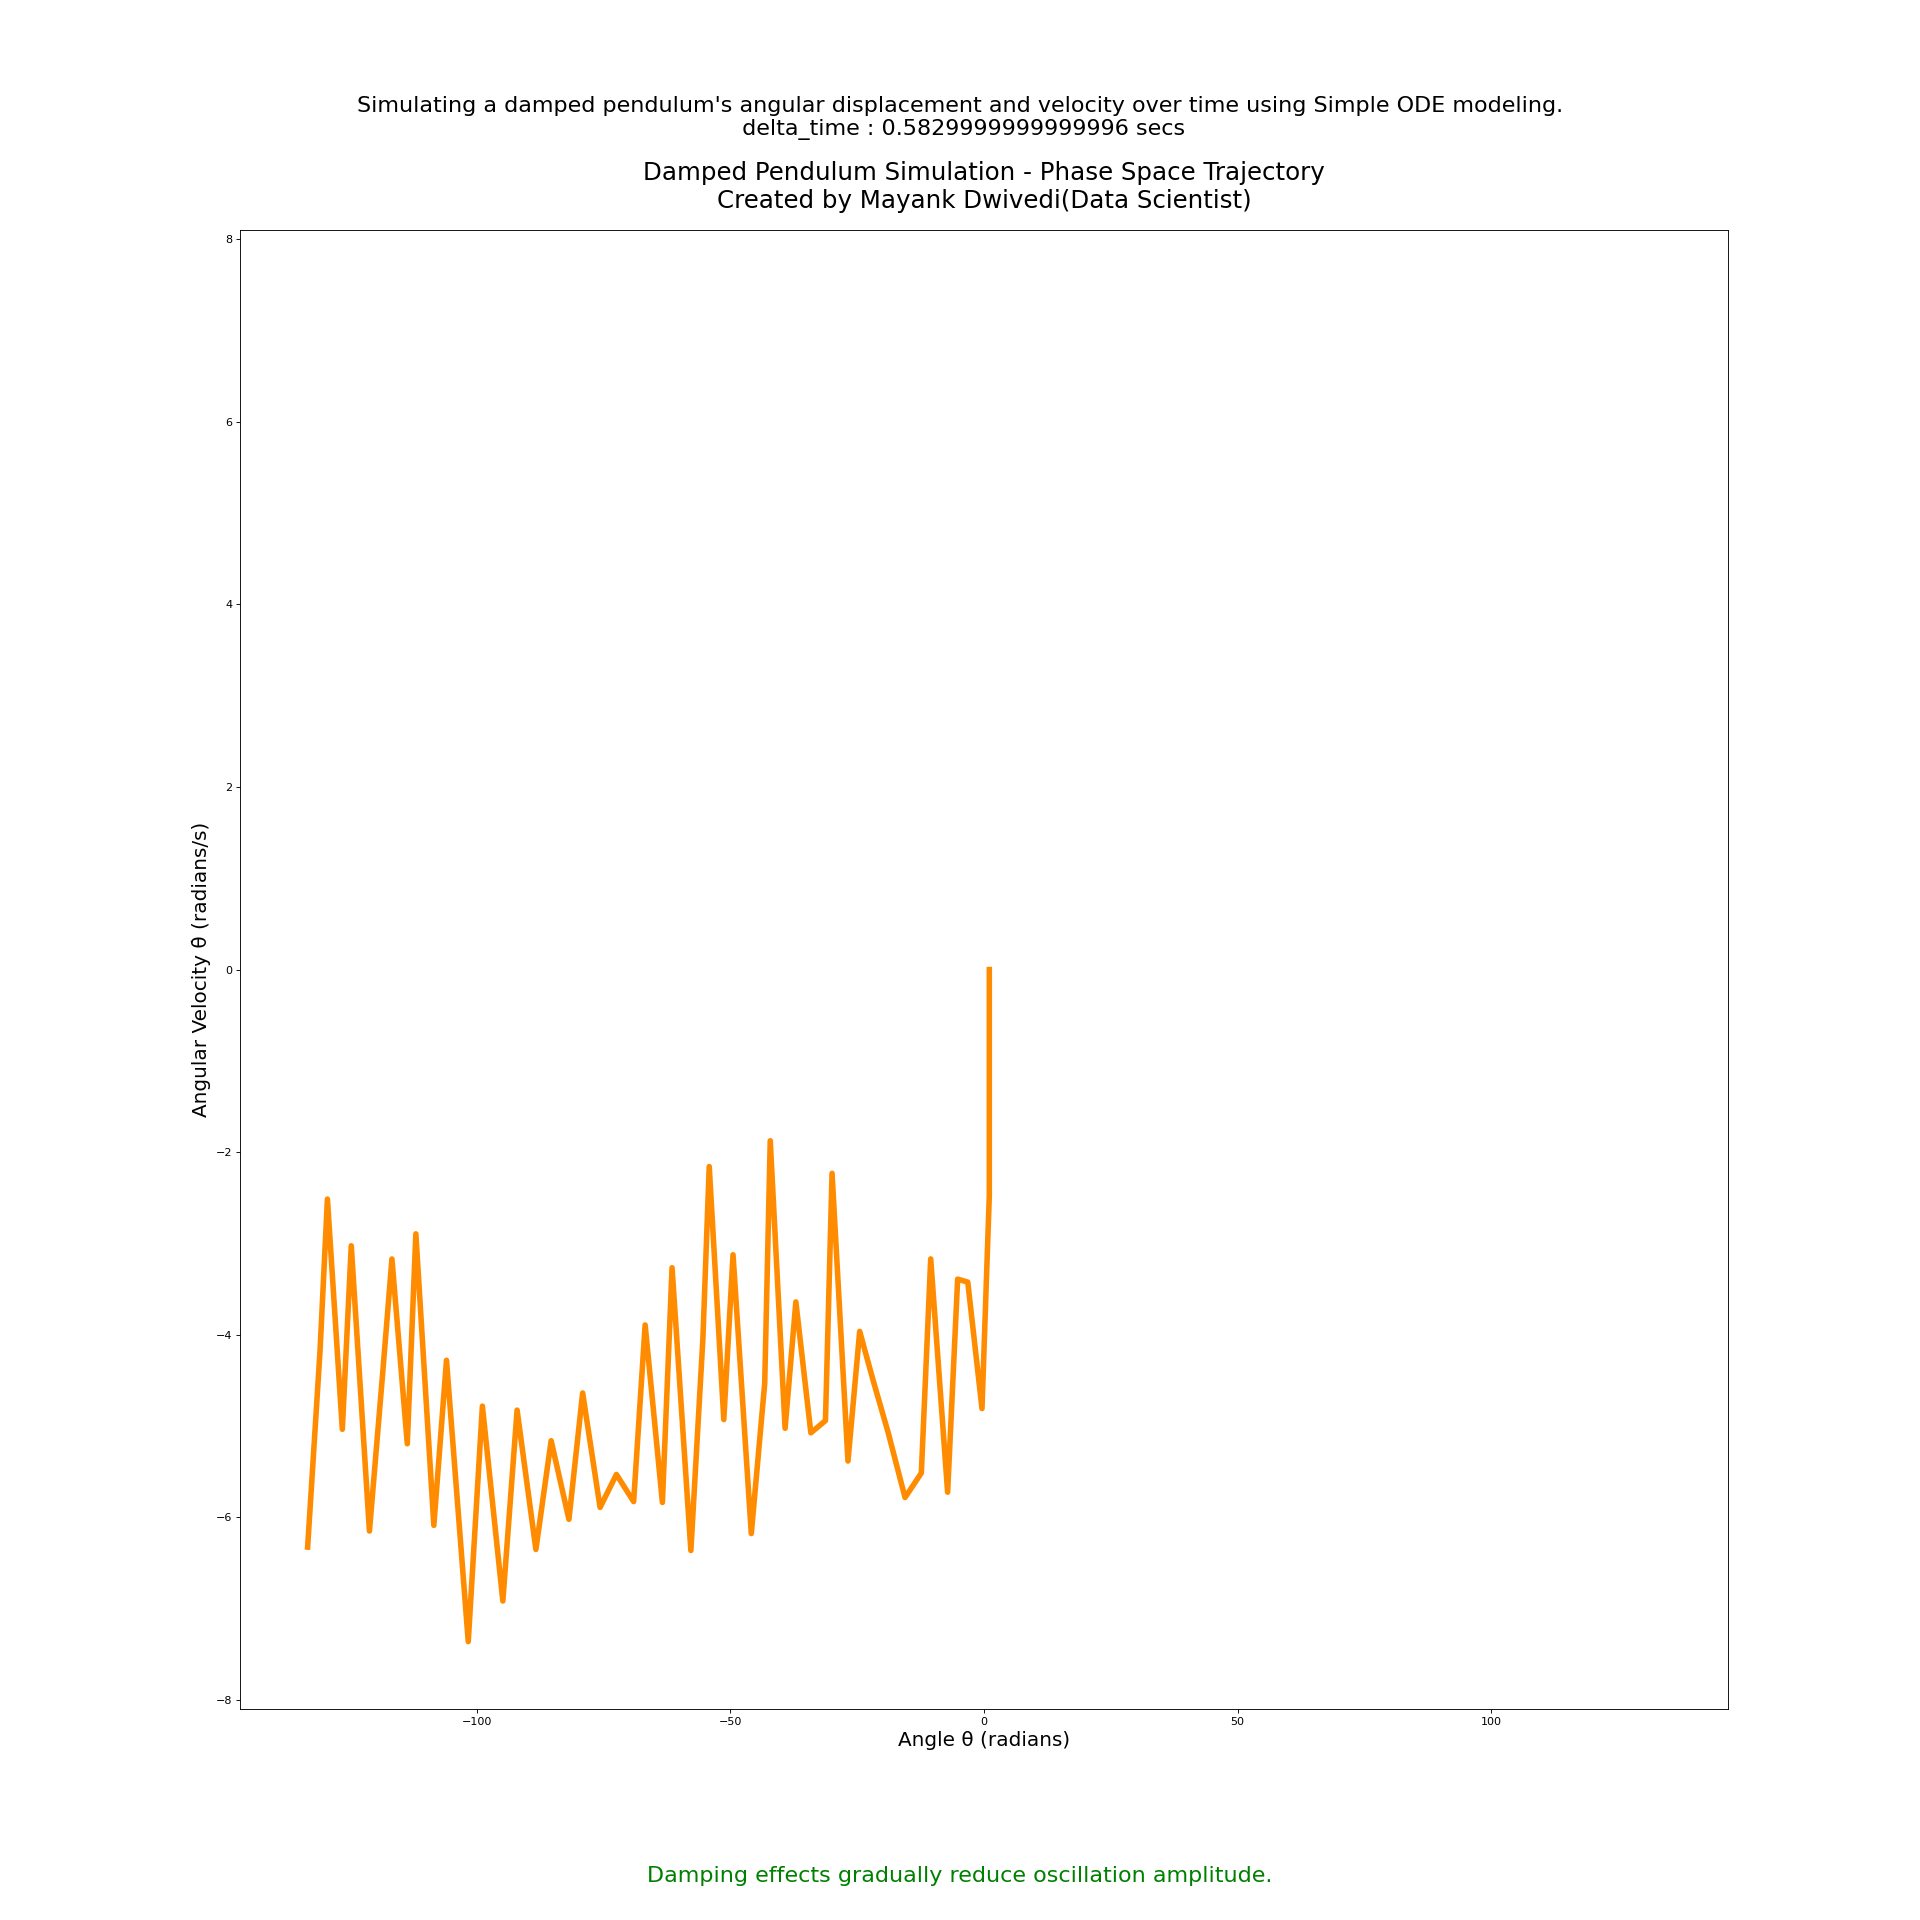 Simulating a damped pendulum's angular displacement and velocity over time using Simple ODE modeling.
delta_time : 0.5829999999999996 secs
Damped Pendulum Simulation - Phase Space Trajectory
Created by Mayank Dwivedi(Data Scientist)
8
6
4
2
0
−2
−4
−6
−8
Angular Velocity θ (radians/s)
−100
−50
0
50
100
Angle θ (radians)
Damping effects gradually reduce oscillation amplitude.